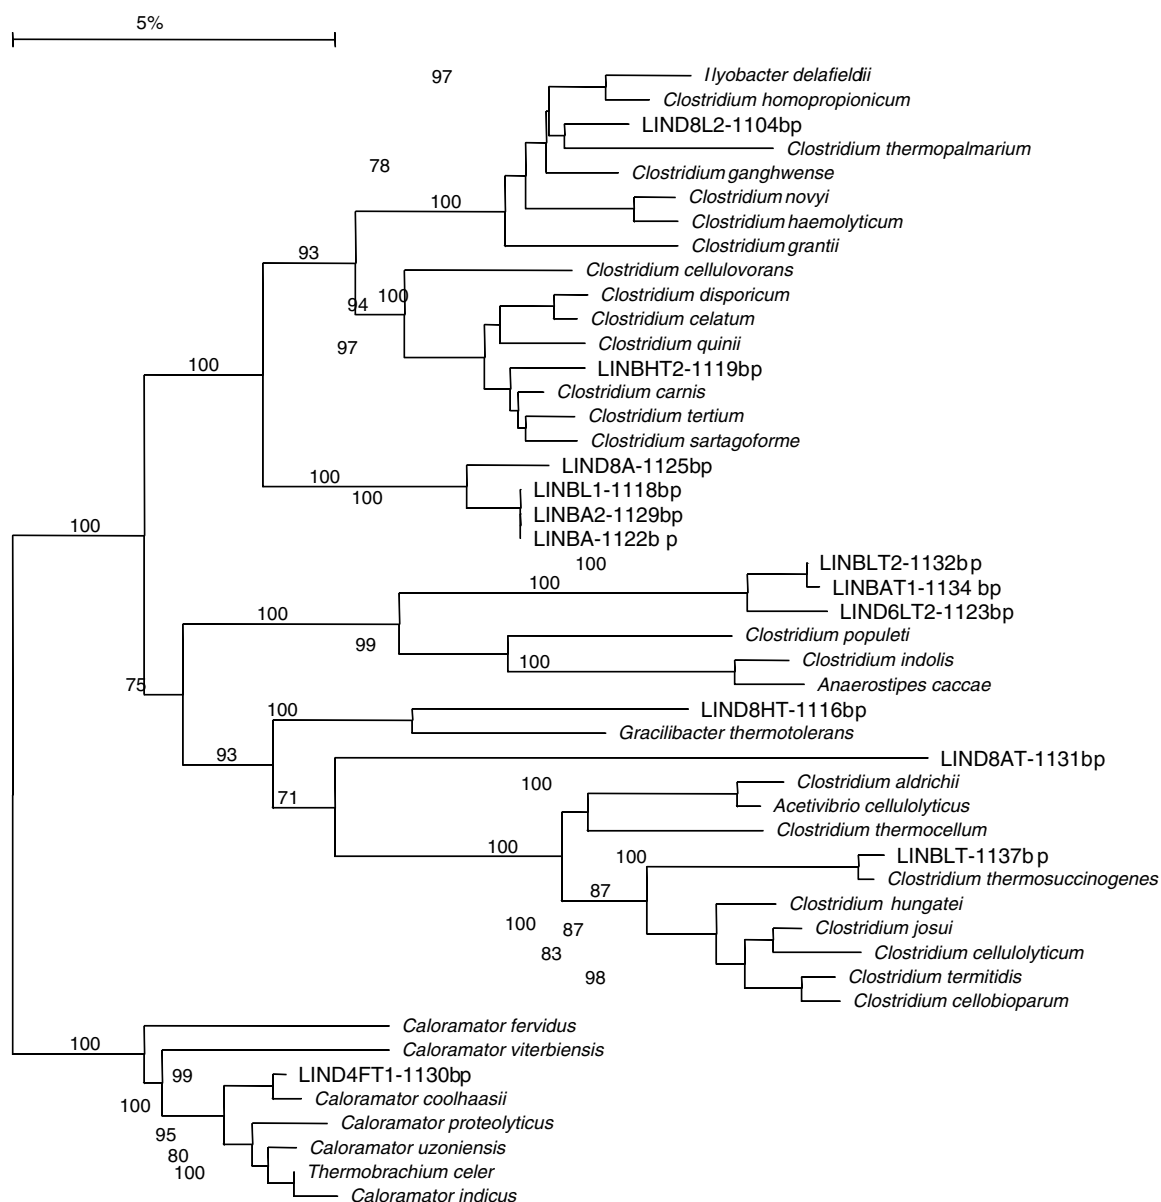 5%
97
Ilyobacter delafieldii
Clostridium homopropionicum
LIND8L2-1104bp
Clostridium thermopalmarium
78
Clostridium ganghwense
Clostridium novyi
100
Clostridium haemolyticum
Clostridium grantii
93
Clostridium cellulovorans
94
100
Clostridium disporicum
Clostridium celatum
97
Clostridium quinii
100
LINBHT2-1119bp
Clostridium carnis
Clostridium tertium
Clostridium sartagoforme
LIND8A-1125bp
100
LINBL1-1118bp
100
LINBA2-1129bp
100
LINBA-1122b p
100
LINBLT2-1132bp
100
LINBAT1-1134 bp
100
LIND6LT2-1123bp
Clostridium populeti
99
100
Clostridium indolis
75
Anaerostipes caccae
100
LIND8HT-1116bp
Gracilibacter thermotolerans
93
LIND8AT-1131bp
100
Clostridium aldrichii
71
Acetivibrio cellulolyticus
Clostridium thermocellum
100
100
LINBLT-1137b p
Clostridium thermosuccinogenes
87
Clostridium hungatei
100
87
Clostridium josui
83
Clostridium cellulolyticum
98
Clostridium termitidis
Clostridium cellobioparum
Caloramator fervidus
100
Caloramator viterbiensis
99
LIND4FT1-1130bp
100
Caloramator coolhaasii
95
Caloramator proteolyticus
80
Caloramator uzoniensis
100
Thermobrachium celer
Caloramator indicus